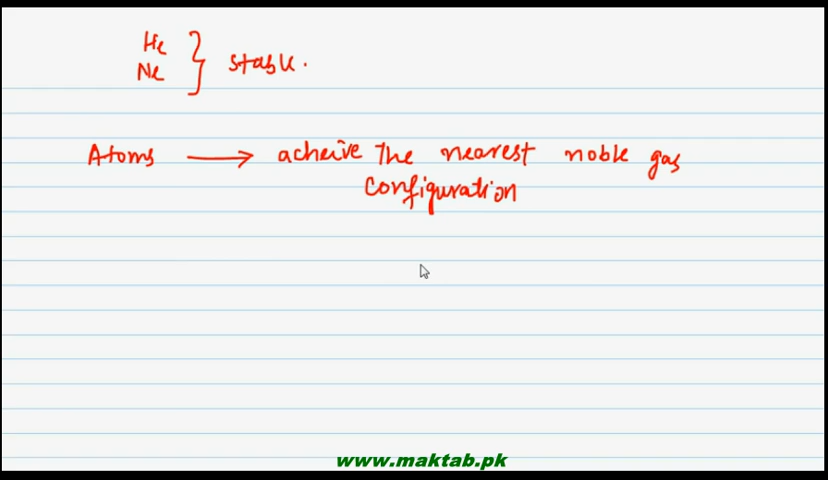 He
Ne } stable.
Atoms → acheive The nearest noble gas
configuration
www.maktab.pk